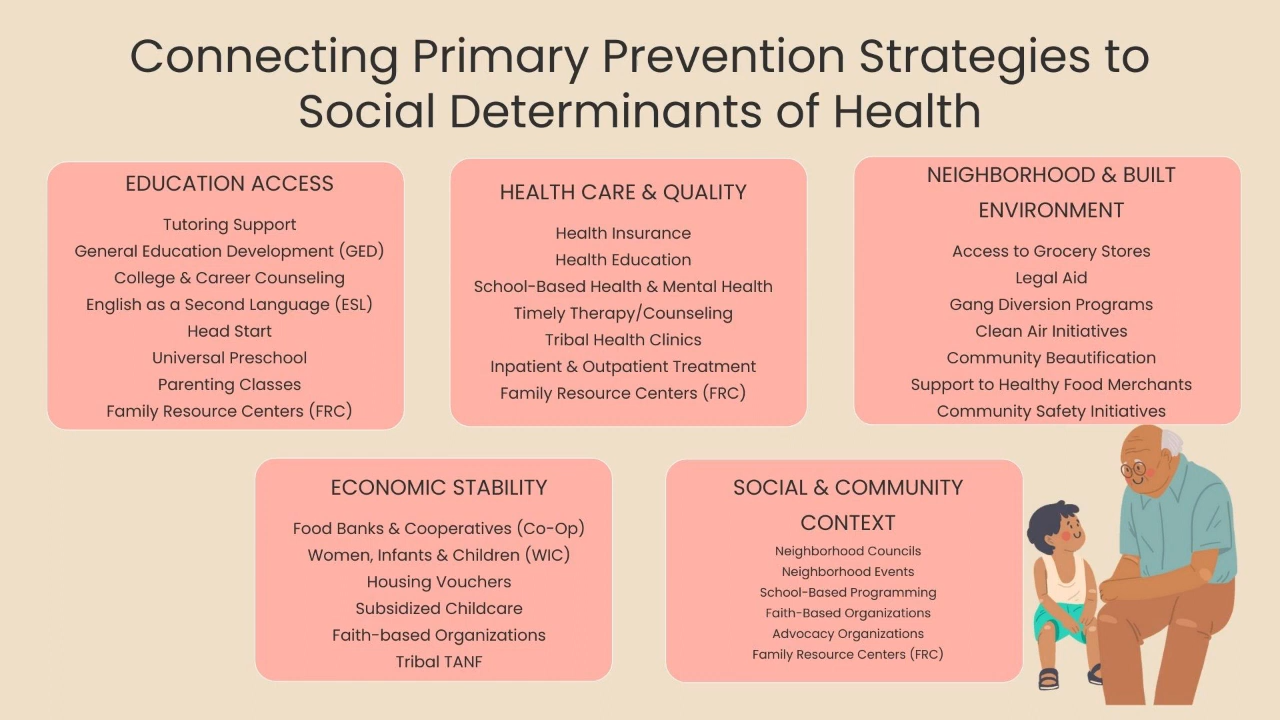 Connecting Primary Prevention Strategies to
Social Determinants of Health
EDUCATION ACCESS
Tutoring Support
General Education Development (GED)
College & Career Counseling
English as a Second Language (ESL)
Head Start
Universal Preschool
Parenting Classes
Family Resource Centers (FRC)
HEALTH CARE & QUALITY
Health Insurance
Health Education
School-Based Health & Mental Health
Timely Therapy/Counseling
Tribal Health Clinics
Inpatient & Outpatient Treatment
Family Resource Centers (FRC)
NEIGHBORHOOD & BUILT
ENVIRONMENT
Access to Grocery Stores
Legal Aid
Gang Diversion Programs
Clean Air Initiatives
Community Beautification
Support to Healthy Food Merchants
Community Safety Initiatives
ECONOMIC STABILITY
Food Banks & Cooperatives (Co-Op)
Women, Infants & Children (WIC)
Housing Vouchers
Subsidized Childcare
Faith-based Organizations
Tribal TANF
SOCIAL & COMMUNITY
CONTEXT
Neighborhood Councils
Neighborhood Events
School-Based Programming
Faith-Based Organizations
Advocacy Organizations
Family Resource Centers (FRC)